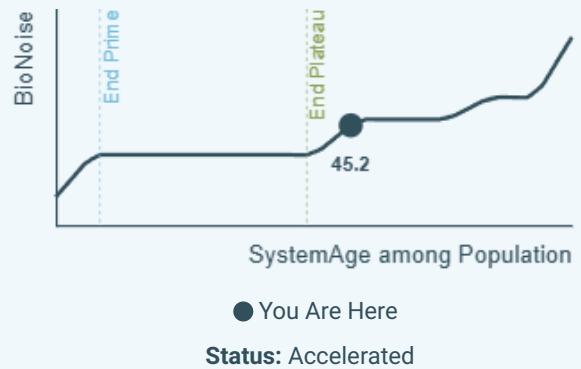 BioNoise
End Prime
End Plateau
45.2
SystemAge among Population
You Are Here
Status: Accelerated